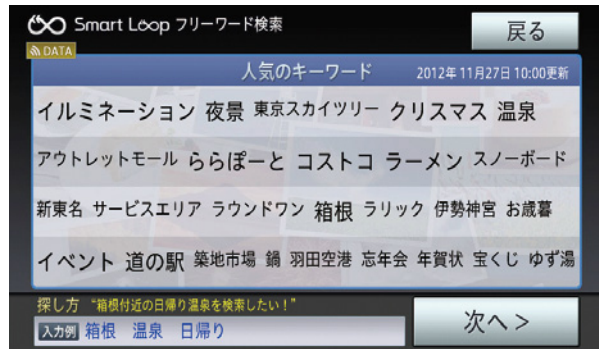 Smart Loop フリーワード検索
戻る
DATA
人気のキーワード 2012年11月27日 10:00更新
イルミネーション 夜景 東京スカイツリー クリスマス 温泉
アウトレットモール ららぽーと コストコ ラーメン スノーボード
新東名 サービスエリア ラウンドワン 箱根 ラリック 伊勢神宮 お歳暮
イベント 道の駅 築地市場 鍋 羽田空港 忘年会 年賀状 宝くじ ゆず湯
探し方 “箱根付近の日帰り温泉を検索したい！”
入力例 箱根 温泉 日帰り
次へ >